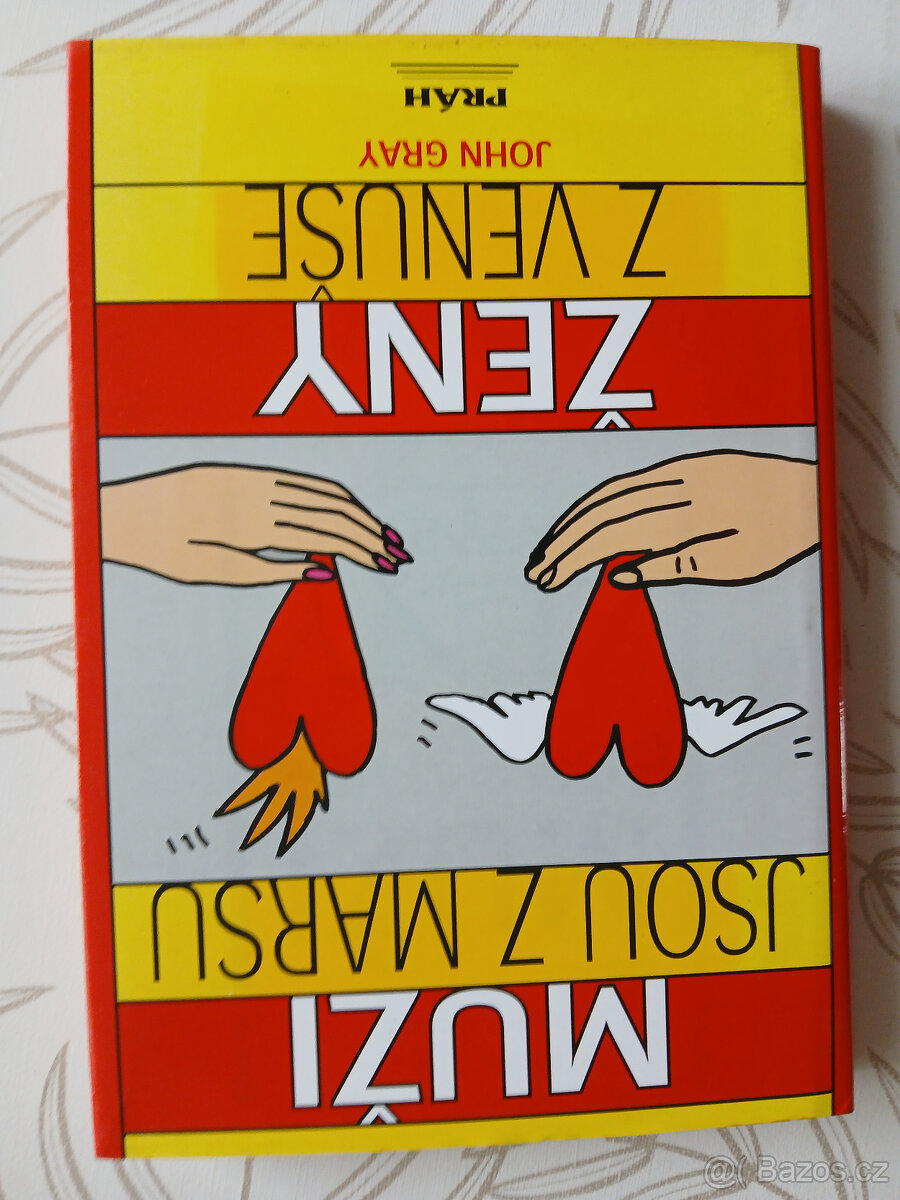 MUŽI
JSOU Z MARSU
ŽENY
Z VENUŠE
JOHN GRAY
PRÁH
@( Bazos.cz